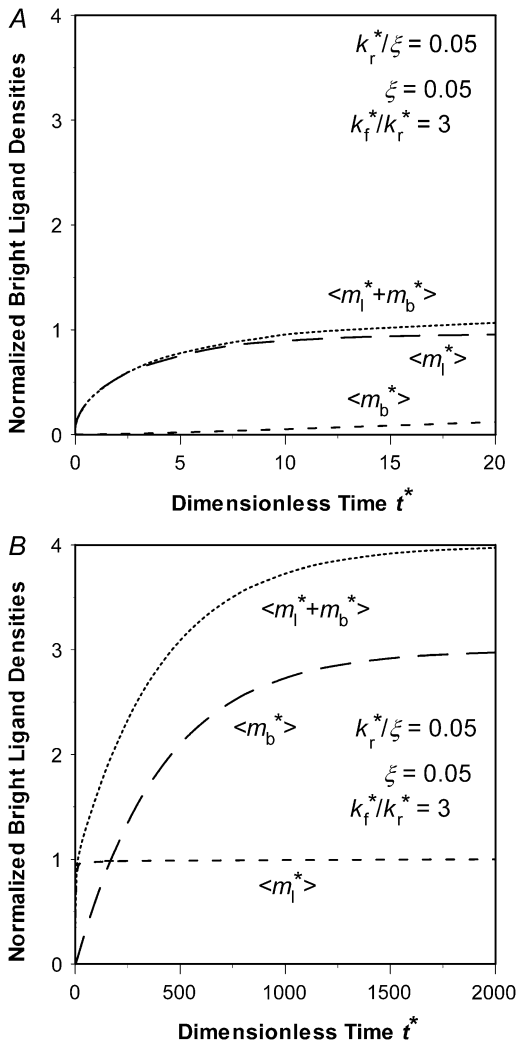 A
Normalized Bright Ligand Densities
4
3
2
1
0
k_r*/ξ = 0.05
ξ = 0.05
k_f*/k_r* = 3
<m_l*+m_b*>
<m_l*>
<m_b*>
0 5 10 15 20
Dimensionless Time t*
B
Normalized Bright Ligand Densities
4
3
2
1
0
<m_l*+m_b*>
<m_b*>
k_r*/ξ = 0.05
ξ = 0.05
k_f*/k_r* = 3
<m_l*>
0 500 1000 1500 2000
Dimensionless Time t*